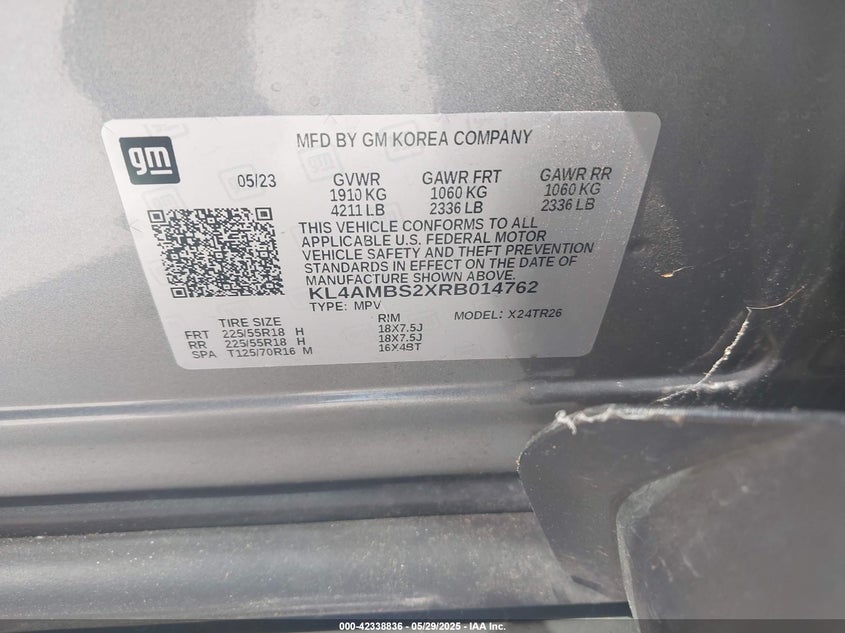 gm
MFD BY GM KOREA COMPANY
05/23 GVWR GAWR FRT GAWR RR
1910 KG 1060 KG 1060 KG
4211 LB 2336 LB 2336 LB
THIS VEHICLE CONFORMS TO ALL
APPLICABLE U.S. FEDERAL MOTOR
VEHICLE SAFETY AND THEFT PREVENTION
STANDARDS IN EFFECT ON THE DATE OF
MANUFACTURE SHOWN ABOVE.
KL4AMBS2XRB014762
TYPE: MPV MODEL: X24TR26
TIRE SIZE RIM
FRT 225/55R18 H 18X7.5J
RR 225/55R18 H 18X7.5J
SPA T125/70R16 M 16X4BT
000-42338836 - 05/29/2025 - IAA Inc.